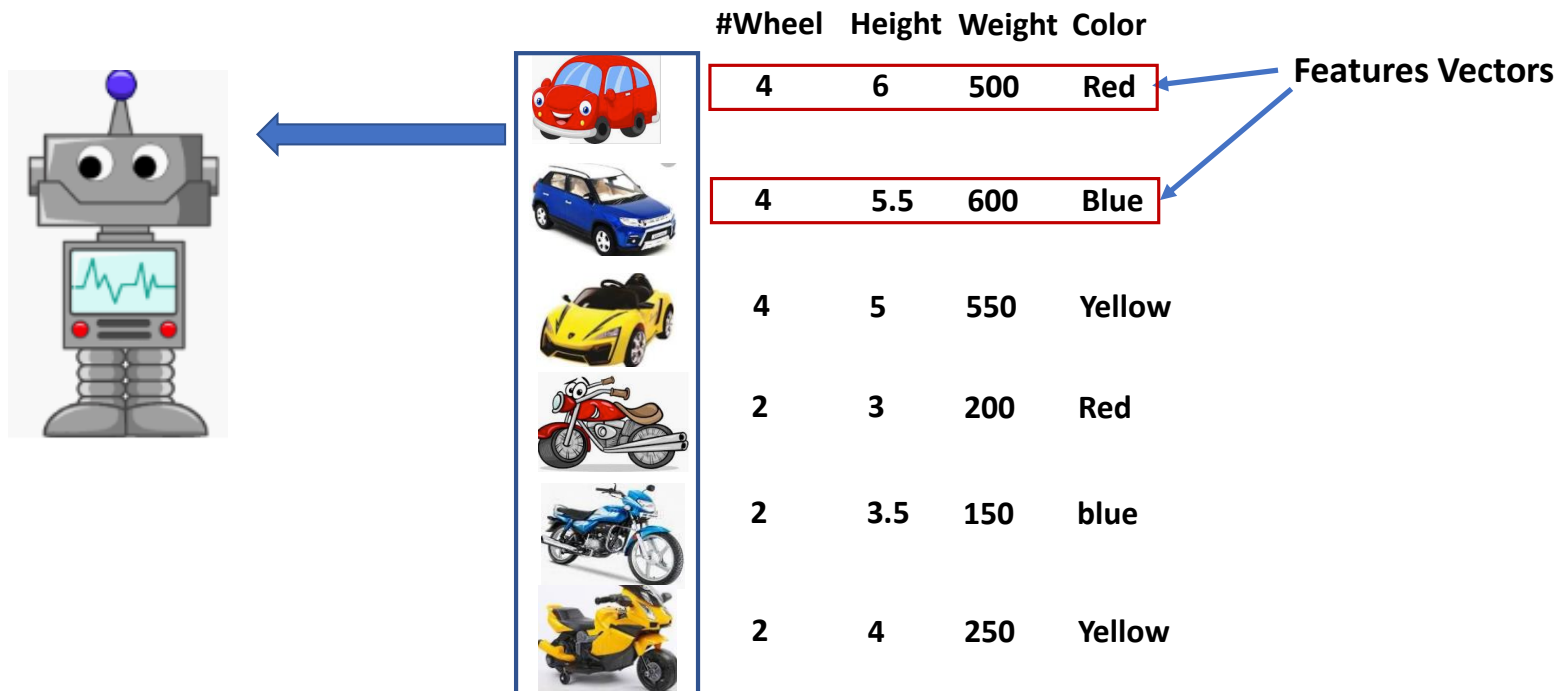 #Wheel Height Weight Color
4 6 500 Red
Features Vectors
4 5.5 600 Blue
4 5 550 Yellow
2 3 200 Red
2 3.5 150 blue
2 4 250 Yellow